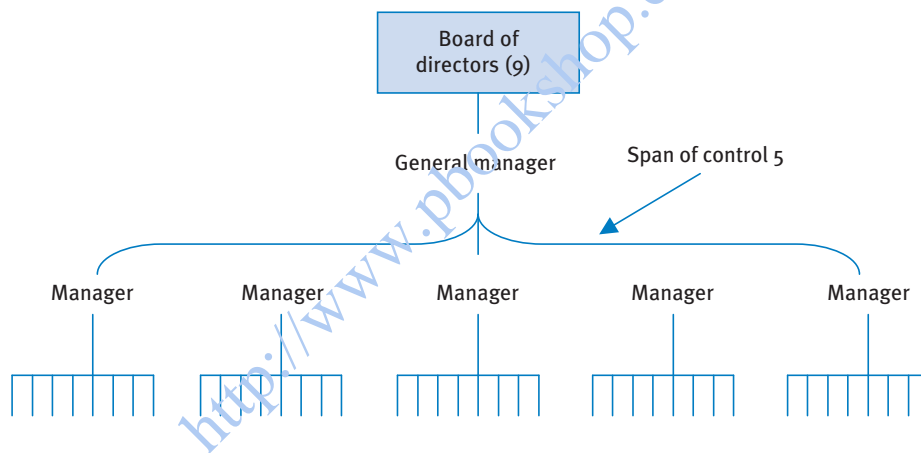 Board of
directors (9)
General manager
Span of control 5
Manager
Manager
Manager
Manager
Manager
http://www.pbookshop.c